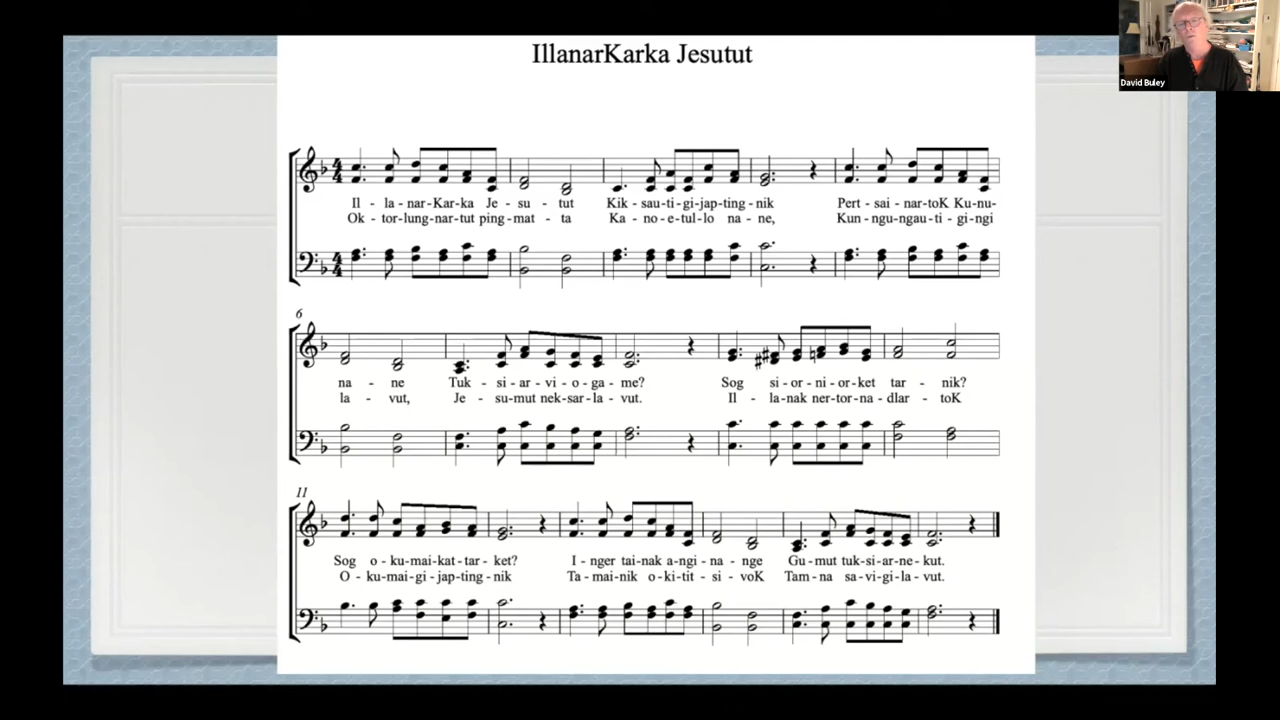 IllanarKarka Jesutut
David Buley
4 4
Il - la - nar - Kar - ka Je - su - tut Kik - sau - ti - gi - jap - ting - nik Pert - sai - nar - toK Ku - nu-
Ok - tor - lung - nar - tut ping - mat - ta Ka - no - e - tul - lo na - ne, Kun - ngu - ngau - ti - gi - ngi
4 4
6
na - ne Tuk - si - ar - vi - o - ga - me? Sog si - or - ni - or - ket tar - nik?
la - vut, Je - su - mut nek - sar - la - vut. Il - la - nak ner - tor - na - dlar - toK
11
Sog o - ku - mai - kat - tar - ket? I - nger tai - nak a - ngi - na - nge Gu - mut tuk - si - ar - ne - kut.
O - ku - mai - gi - jap - ting - nik Ta - mai - nik o - ki - tit - si - voK Tam - na sa - vi - gi - la - vut.